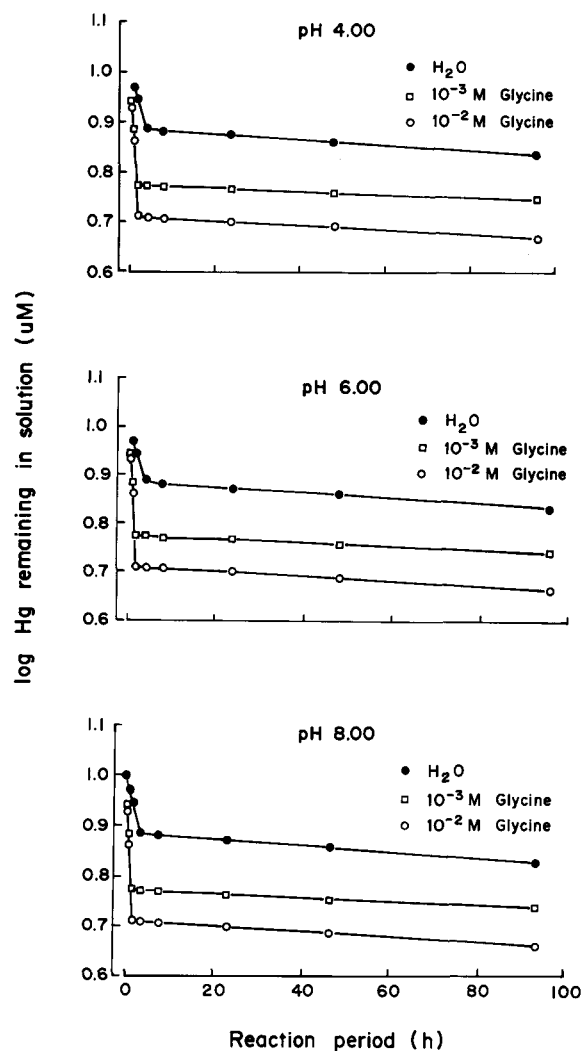 log Hg remaining in solution (uM)
pH 4.00
1.1
1.0
0.9
0.8
0.7
0.6
H₂O
10⁻³ M Glycine
10⁻² M Glycine
pH 6.00
1.1
1.0
0.9
0.8
0.7
0.6
H₂O
10⁻³ M Glycine
10⁻² M Glycine
pH 8.00
1.1
1.0
0.9
0.8
0.7
0.6
H₂O
10⁻³ M Glycine
10⁻² M Glycine
0 20 40 60 80 100
Reaction period (h)